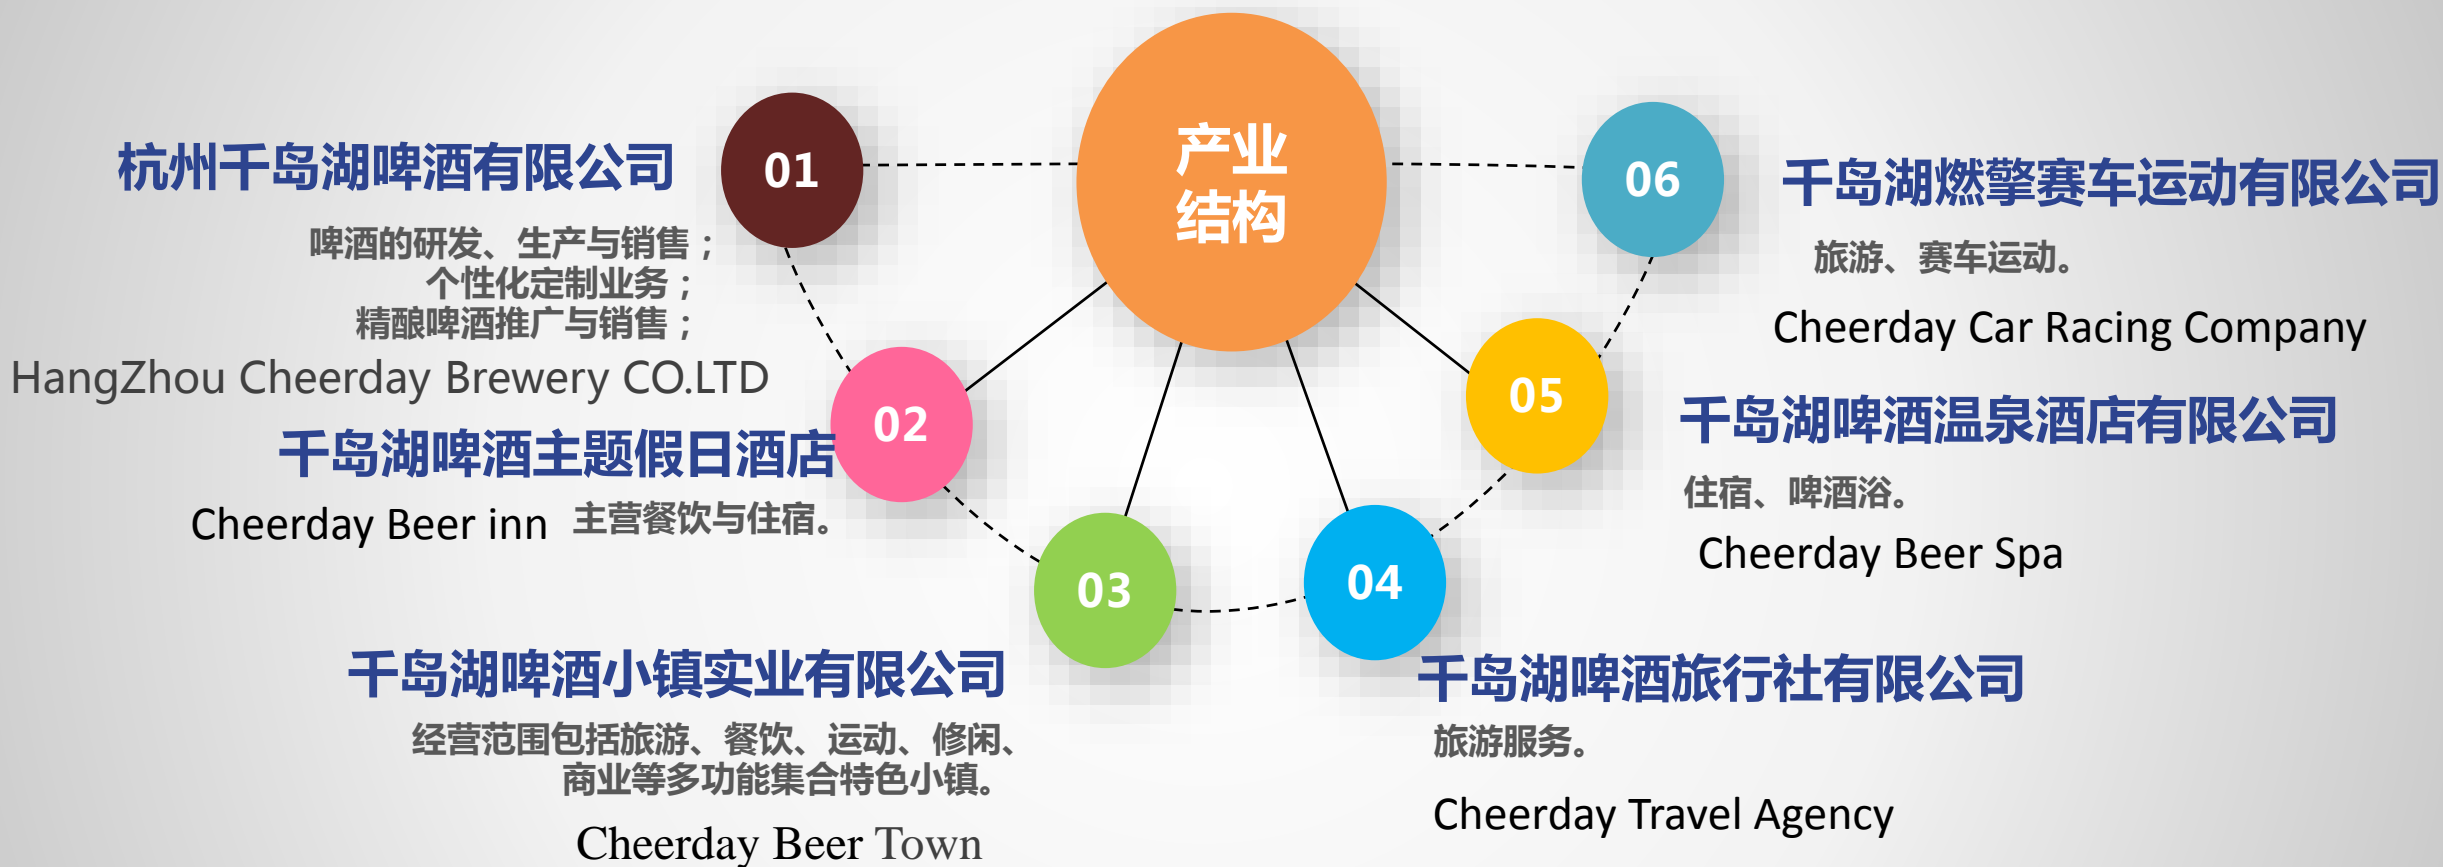 产业
结构
01
杭州千岛湖啤酒有限公司
啤酒的研发、生产与销售；
个性化定制业务；
精酿啤酒推广与销售；
HangZhou Cheerday Brewery CO.LTD
02
千岛湖啤酒主题假日酒店
Cheerday Beer inn 主营餐饮与住宿。
03
千岛湖啤酒小镇实业有限公司
经营范围包括旅游、餐饮、运动、修闲、
商业等多功能集合特色小镇。
Cheerday Beer Town
04
千岛湖啤酒旅行社有限公司
旅游服务。
Cheerday Travel Agency
05
千岛湖啤酒温泉酒店有限公司
住宿、啤酒浴。
Cheerday Beer Spa
06
千岛湖燃擎赛车运动有限公司
旅游、赛车运动。
Cheerday Car Racing Company